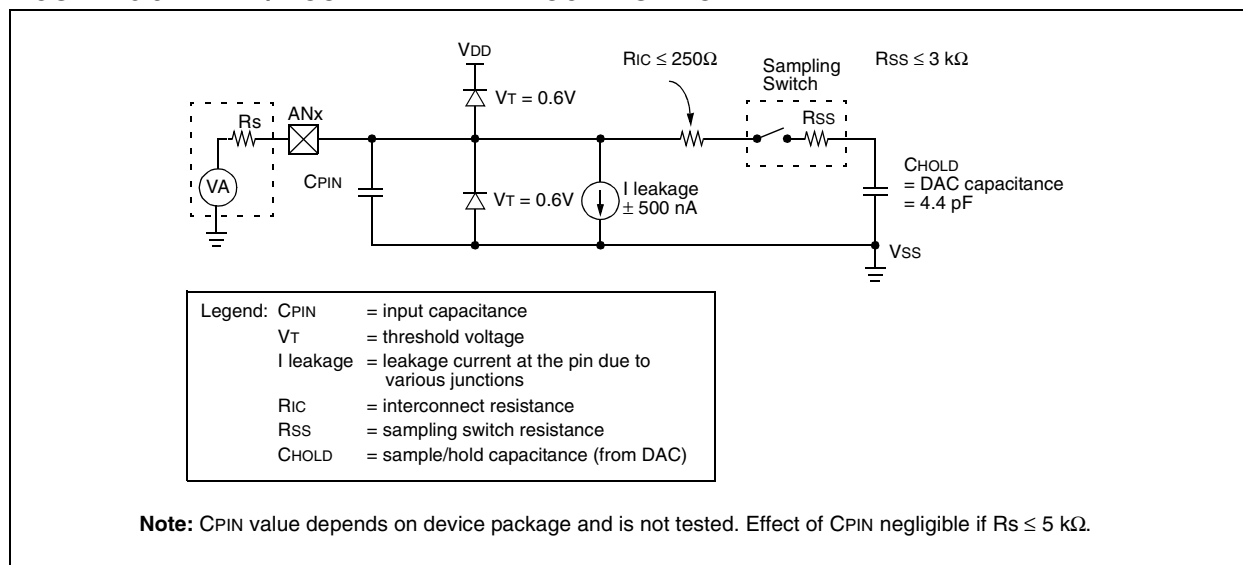 VDD
RIC ≤ 250Ω
Sampling
Switch
RSS ≤ 3 kΩ
VT = 0.6V
Rs
ANx
RSS
VA
CPIN
VT = 0.6V
I leakage
± 500 nA
CHOLD
= DAC capacitance
= 4.4 pF
VSS
Legend: CPIN = input capacitance
VT = threshold voltage
I leakage = leakage current at the pin due to
various junctions
RIC = interconnect resistance
RSS = sampling switch resistance
CHOLD = sample/hold capacitance (from DAC)
Note: CPIN value depends on device package and is not tested. Effect of CPIN negligible if Rs ≤ 5 kΩ.